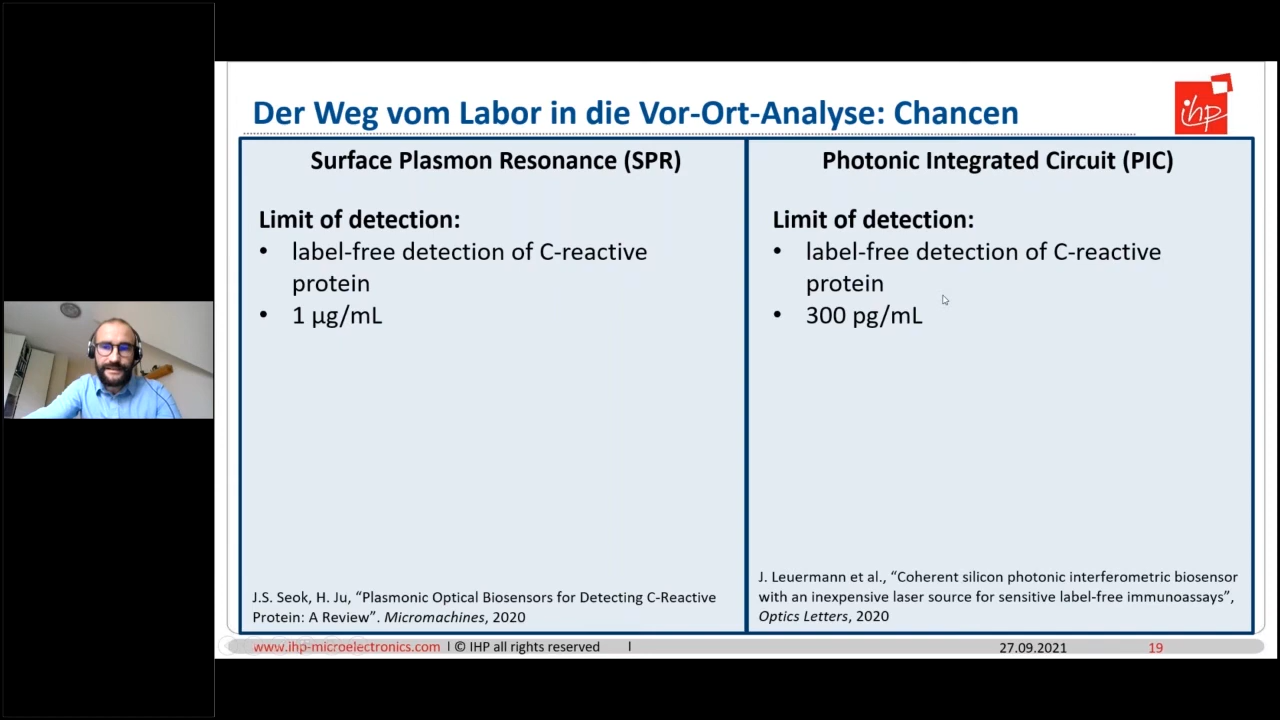 Der Weg vom Labor in die Vor-Ort-Analyse: Chancen
ihp
Surface Plasmon Resonance (SPR)
Limit of detection:
• label-free detection of C-reactive
protein
• 1 µg/mL
J.S. Seok, H. Ju, “Plasmonic Optical Biosensors for Detecting C-Reactive
Protein: A Review”. Micromachines, 2020
Photonic Integrated Circuit (PIC)
Limit of detection:
• label-free detection of C-reactive
protein
• 300 pg/mL
J. Leuermann et al., “Coherent silicon photonic interferometric biosensor
with an inexpensive laser source for sensitive label-free immunoassays”,
Optics Letters, 2020
www.ihp-microelectronics.com I © IHP all rights reserved I 27.09.2021 19